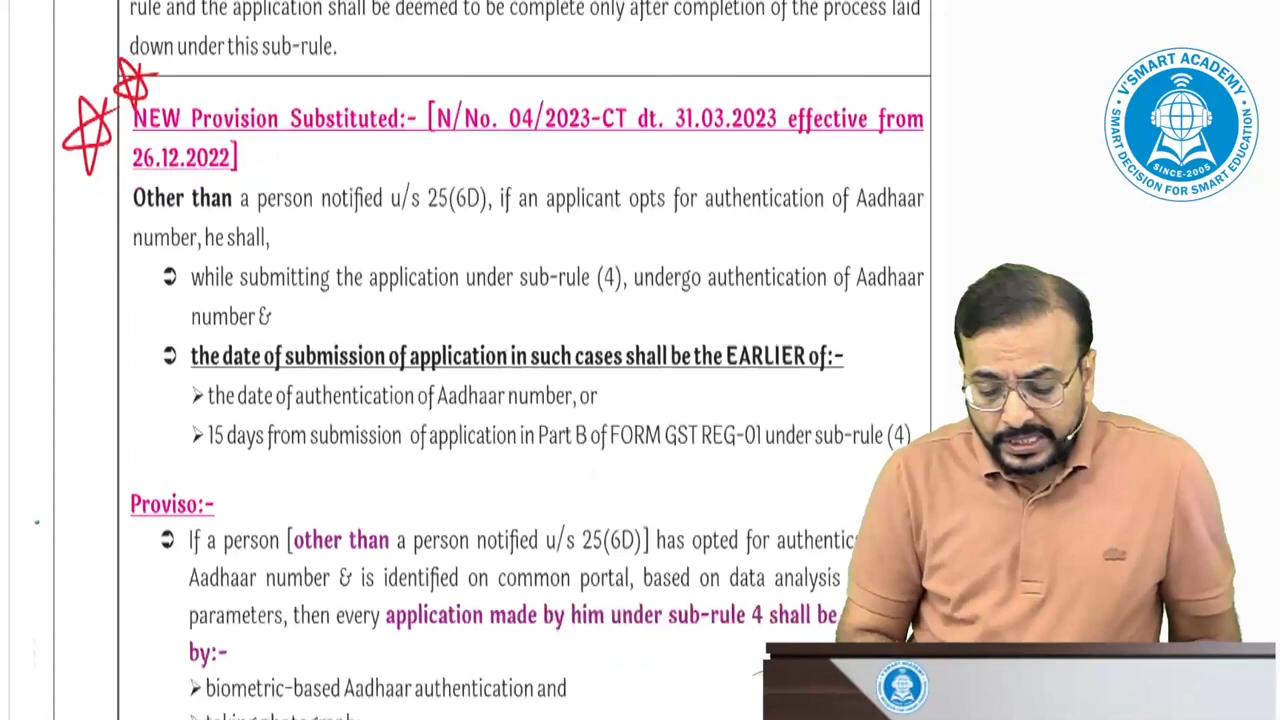 rule and the application shall be deemed to be complete only after completion of the process laid
down under this sub-rule.
NEW Provision Substituted:- [N/No. 04/2023-CT dt. 31.03.2023 effective from
26.12.2022]
Other than a person notified u/s 25(6D), if an applicant opts for authentication of Aadhaar
number, he shall,
➲ while submitting the application under sub-rule (4), undergo authentication of Aadhaar
number &
➲ the date of submission of application in such cases shall be the EARLIER of:-
➢ the date of authentication of Aadhaar number, or
➢ 15 days from submission of application in Part B of FORM GST REG-01 under sub-rule (4)
Proviso:-
➲ If a person [other than a person notified u/s 25(6D)] has opted for
Aadhaar number & is identified on common portal, based on data analysis
parameters, then every application made by him under sub-rule 4 shall be
by:-
➢ biometric-based Aadhaar authentication and
➢ taking photograph
V'SMART ACADEMY
SINCE-2005
SMART DECISION FOR SMART EDUCATION